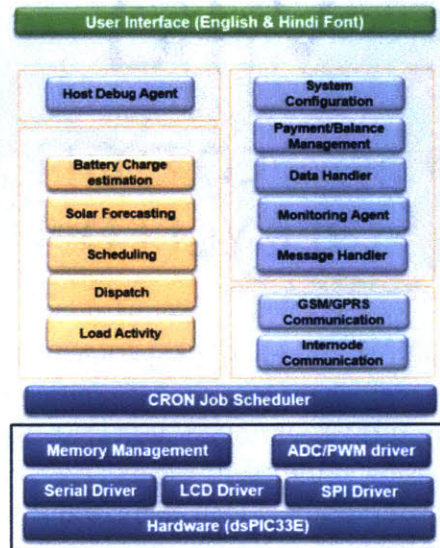 User Interface (English & Hindi Font)
Host Debug Agent
Battery Charge
estimation
Solar Forecasting
Scheduling
Dispatch
Load Activity
System
Configuration
Payment/Balance
Management
Data Handler
Monitoring Agent
Message Handler
GSM/GPRS
Communication
Internode
Communication
CRON Job Scheduler
Memory Management
ADC/PWM driver
Serial Driver
LCD Driver
SPI Driver
Hardware (dsPIC33E)